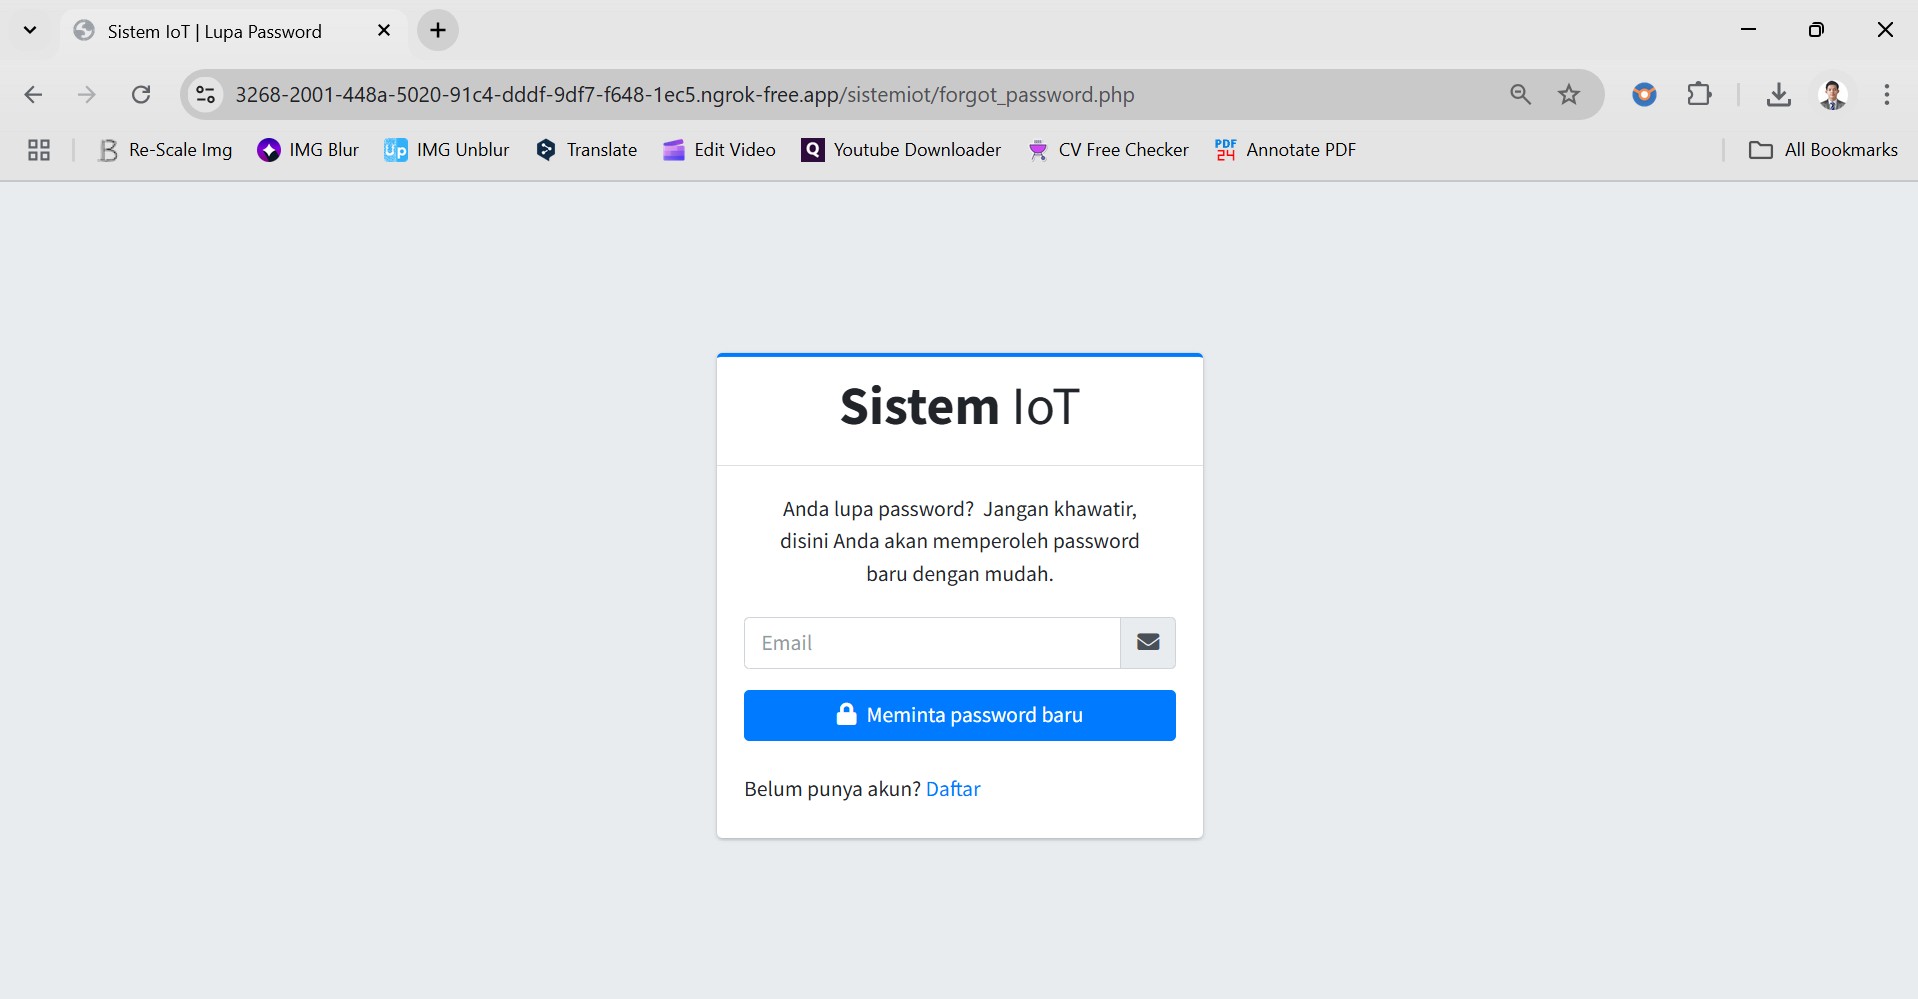 Sistem IoT | Lupa Password
3268-2001-448a-5020-91c4-dddf-9df7-f648-1ec5.ngrok-free.app/sistemiot/forgot_password.php
Re-Scale Img IMG Blur Up IMG Unblur Translate Edit Video Q Youtube Downloader CV Free Checker PDF 24 Annotate PDF All Bookmarks
Sistem IoT
Anda lupa password? Jangan khawatir,
disini Anda akan memperoleh password
baru dengan mudah.
Email
Meminta password baru
Belum punya akun? Daftar